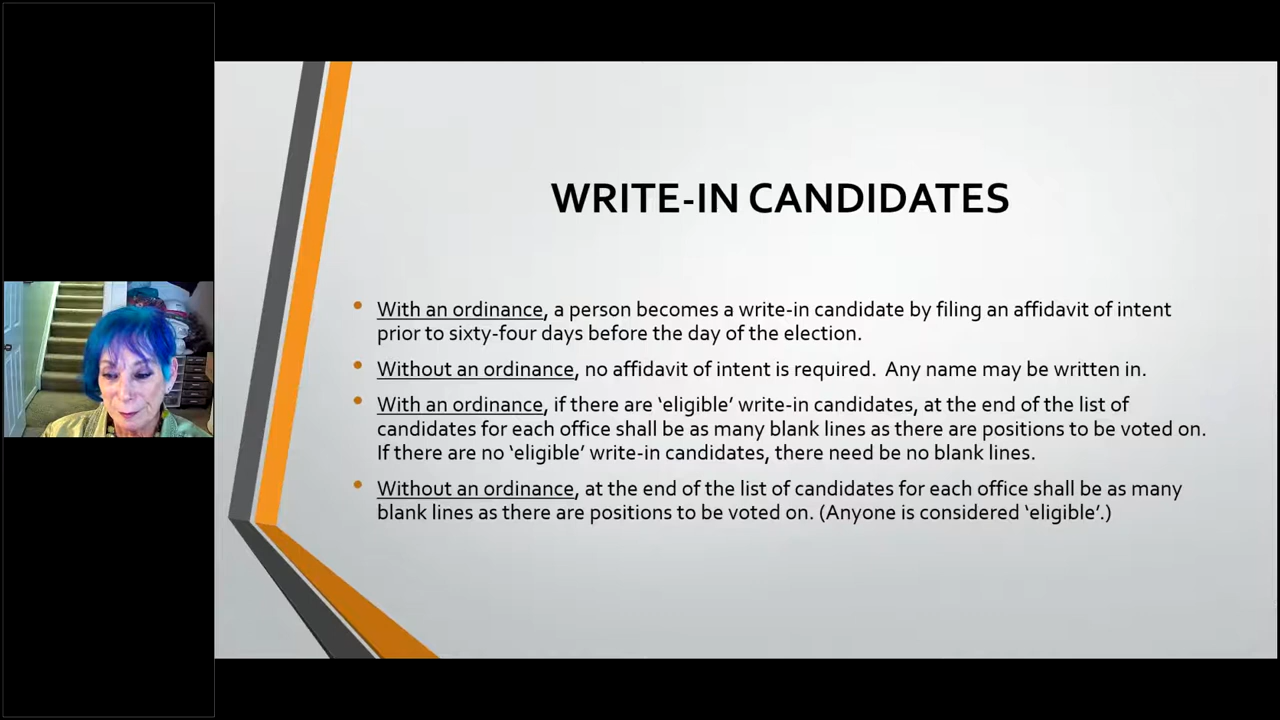 WRITE-IN CANDIDATES
• With an ordinance, a person becomes a write-in candidate by filing an affidavit of intent
prior to sixty-four days before the day of the election.
• Without an ordinance, no affidavit of intent is required.  Any name may be written in.
• With an ordinance, if there are ‘eligible’ write-in candidates, at the end of the list of
candidates for each office shall be as many blank lines as there are positions to be voted on.
If there are no ‘eligible’ write-in candidates, there need be no blank lines.
• Without an ordinance, at the end of the list of candidates for each office shall be as many
blank lines as there are positions to be voted on. (Anyone is considered ‘eligible’.)